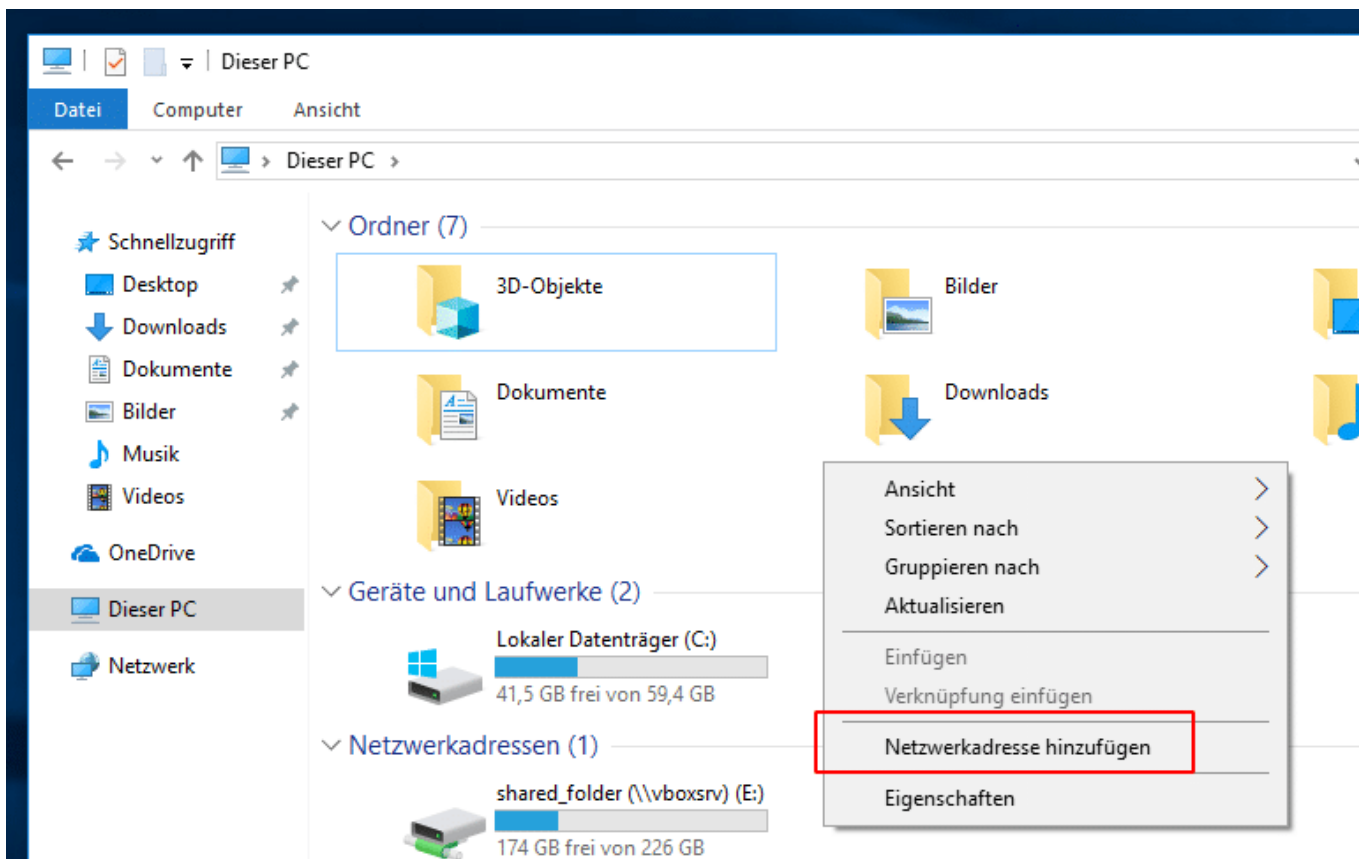 Dieser PC
Datei Computer Ansicht
Dieser PC
Schnellzugriff
Desktop
Downloads
Dokumente
Bilder
Musik
Videos
OneDrive
Dieser PC
Netzwerk
Ordner (7)
3D-Objekte
Bilder
Dokumente
Downloads
Videos
Geräte und Laufwerke (2)
Lokaler Datenträger (C:)
41,5 GB frei von 59,4 GB
Netzwerkadressen (1)
shared_folder (\\vboxsrv) (E:)
174 GB frei von 226 GB
Ansicht
Sortieren nach
Gruppieren nach
Aktualisieren
Einfügen
Verknüpfung einfügen
Netzwerkadresse hinzufügen
Eigenschaften